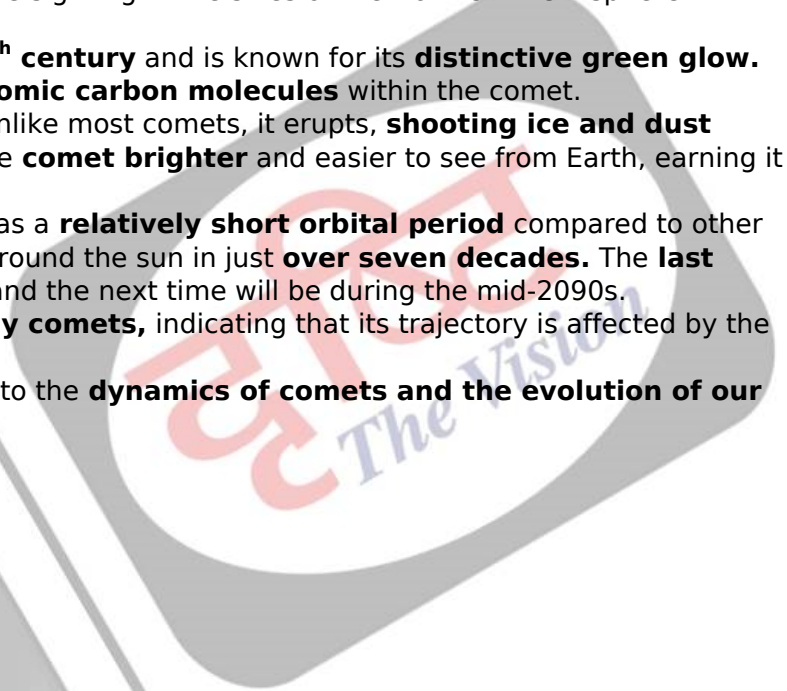 h century and is known for its distinctive green glow.
omic carbon molecules within the comet.
nlike most comets, it erupts, shooting ice and dust
e comet brighter and easier to see from Earth, earning it
as a relatively short orbital period compared to other
round the sun in just over seven decades. The last
and the next time will be during the mid-2090s.
y comets, indicating that its trajectory is affected by the
to the dynamics of comets and the evolution of our
दृष्टि
The Vision